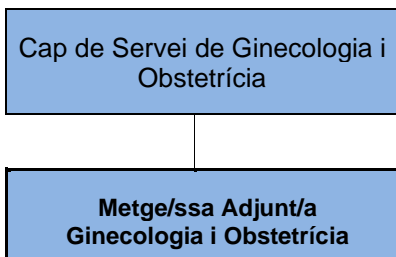 Cap de Servei de Ginecologia i
Obstetrícia
Metge/ssa Adjunt/a
Ginecologia i Obstetrícia